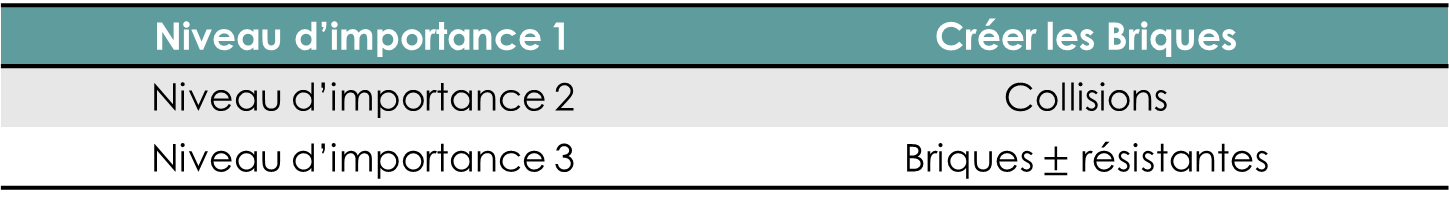 Niveau d’importance 1 Créer les Briques
Niveau d’importance 2 Collisions
Niveau d’importance 3 Briques ± résistantes